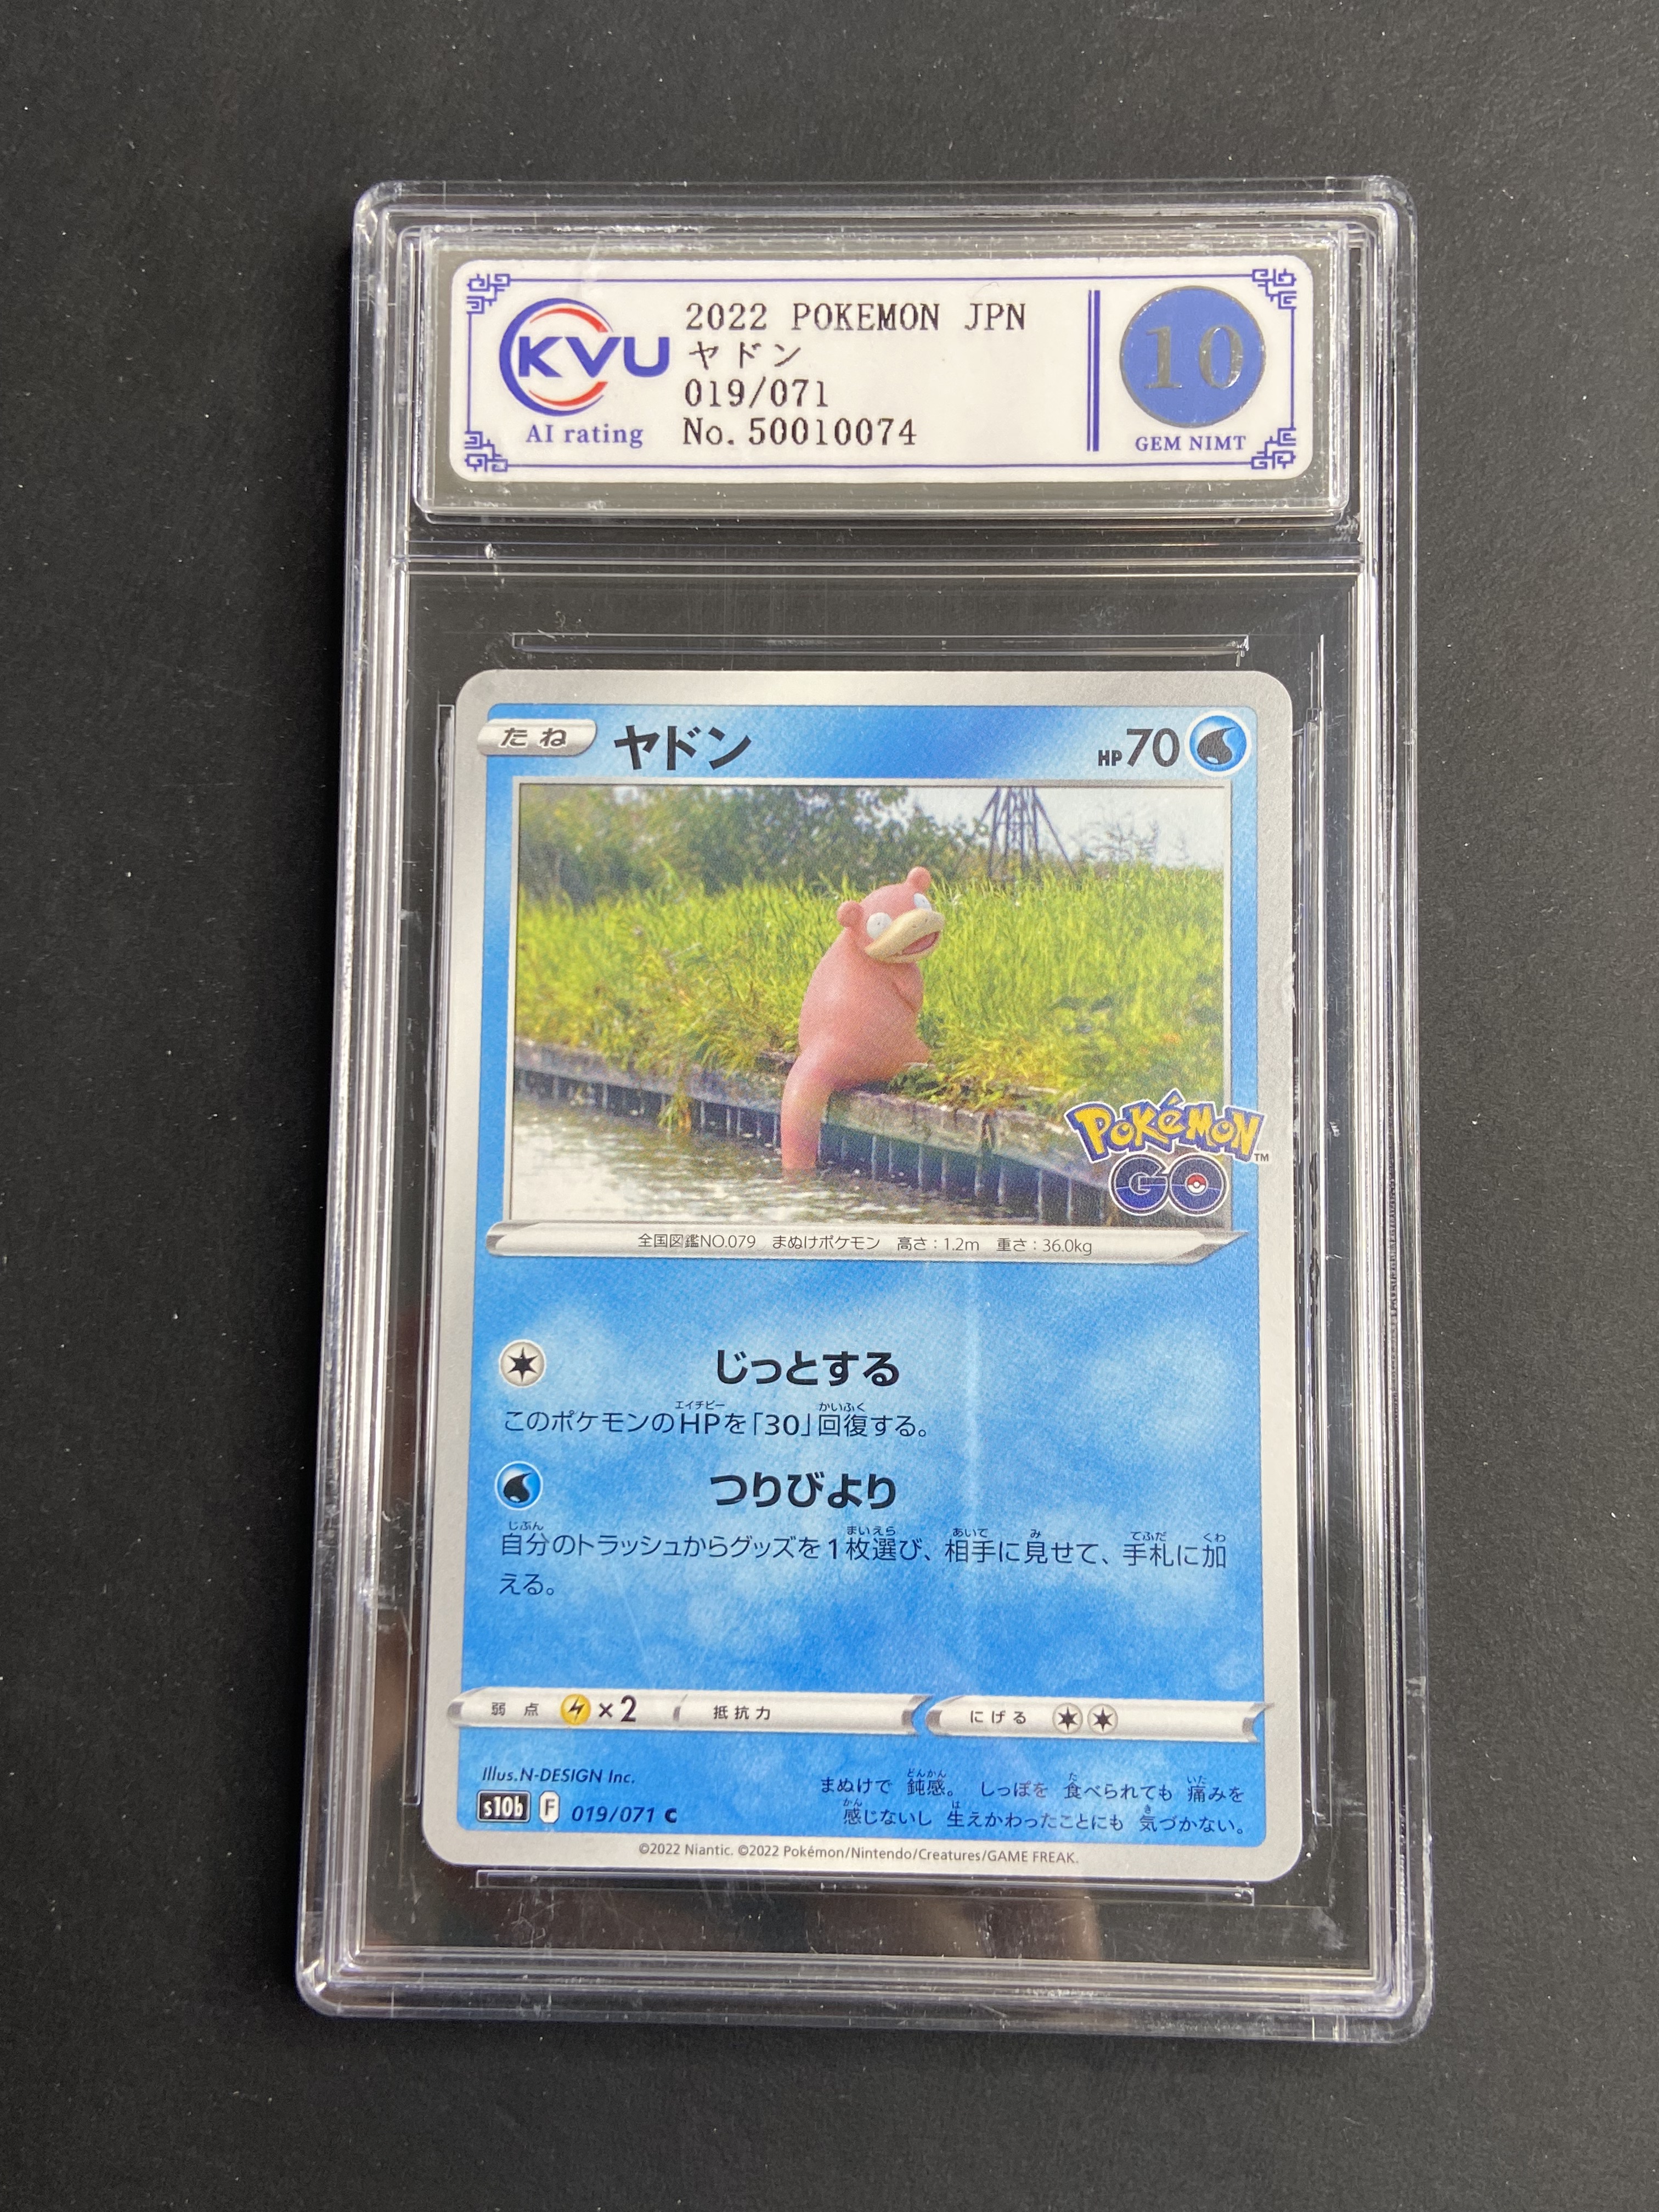 KVU
AI rating
2022 POKEMON JPN
ヤドン
019/071
No.50010074
10
GEM NIMT
たね
ヤドン
HP70
Pokémon™
GO
全国図鑑NO.079 まぬけポケモン 高さ:1.2m 重さ:36.0kg
じっとする
エイチピー かいふく
このポケモンのHPを「30」回復する。
つりびより
じぶん まいえら あいて み てふだ くわ
自分のトラッシュからグッズを1枚選び、相手に見せて、手札に加
える。
弱点 ×2 抵抗力 にげる
Illus.N-DESIGN Inc.
s10b F 019/071 C
どんかん た いた
まぬけで 鈍感。 しっぽを 食べられても 痛みを
かん は き
感じないし 生えかわったことにも 気づかない。
©2022 Niantic. ©2022 Pokémon/Nintendo/Creatures/GAME FREAK.